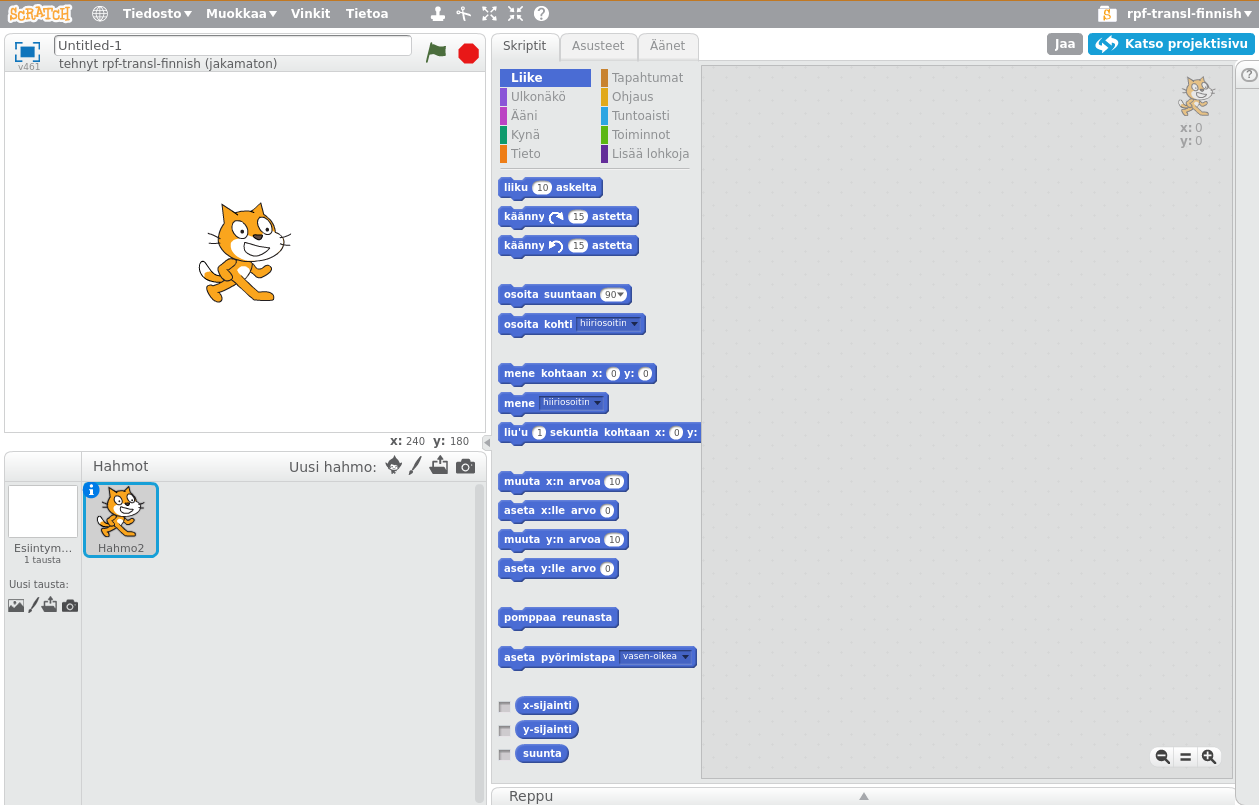 SCRATCH Tiedosto Muokkaa Vinkit Tietoa rpf-transl-finnish
Untitled-1
tehnyt rpf-transl-finnish (jakamaton)
v461
x: 240 y: 180
Hahmot Uusi hahmo:
Esiintym...
1 tausta
Uusi tausta:
Hahmo2
Skriptit Asusteet Äänet
Jaa Katso projektisivu
Liike Tapahtumat
Ulkonäkö Ohjaus
Ääni Tuntoaisti
Kynä Toiminnot
Tieto Lisää lohkoja
liiku 10 askelta
käänny 15 astetta
käänny 15 astetta
osoita suuntaan 90
osoita kohti hiiriosoitin
mene kohtaan x: 0 y: 0
mene hiiriosoitin
liu'u 1 sekuntia kohtaan x: 0 y:
muuta x:n arvoa 10
aseta x:lle arvo 0
muuta y:n arvoa 10
aseta y:lle arvo 0
pomppaa reunasta
aseta pyörimistapa vasen-oikea
x-sijainti
y-sijainti
suunta
x: 0
y: 0
Reppu